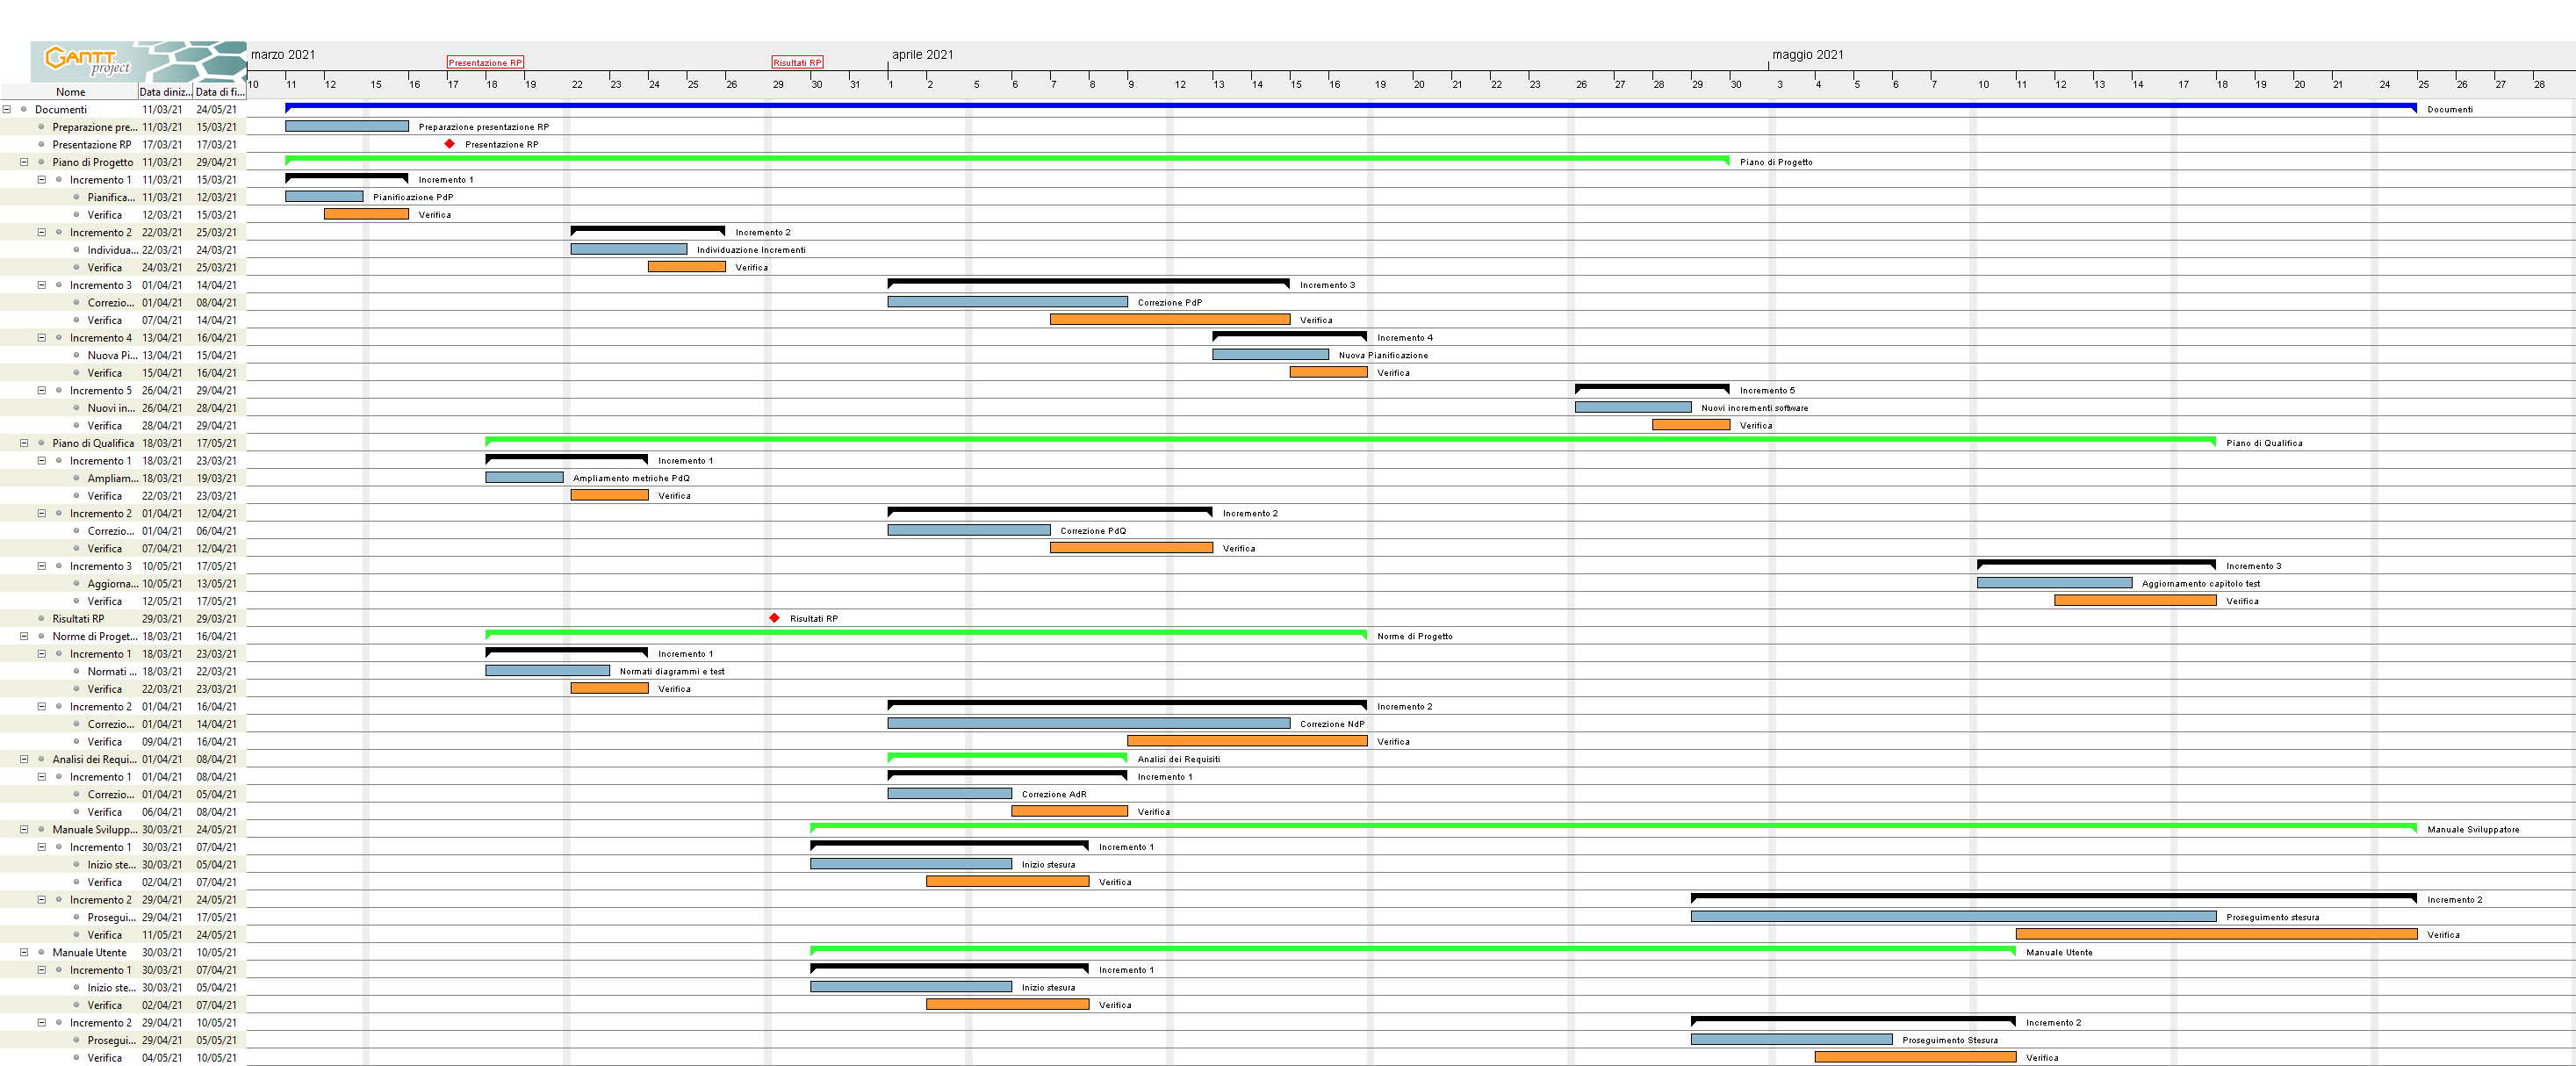 GANTT project
marzo 2021 Presentazione RP Risultati RP aprile 2021 maggio 2021
10 11 12 15 16 17 18 19 22 23 24 25 26 29 30 31 1 2 5 6 7 8 9 12 13 14 15 16 19 20 21 22 23 26 27 28 29 30 3 4 5 6 7 10 11 12 13 14 17 18 19 20 21 24 25 26 27 28
Nome Data diniz... Data di fi...
Documenti 11/03/21 24/05/21 Documenti
Preparazione pre... 11/03/21 15/03/21 Preparazione presentazione RP
Presentazione RP 17/03/21 17/03/21 Presentazione RP
Piano di Progetto 11/03/21 29/04/21 Piano di Progetto
Incremento 1 11/03/21 15/03/21 Incremento 1
Pianifica... 11/03/21 12/03/21 Pianificazione PdP
Verifica 12/03/21 15/03/21 Verifica
Incremento 2 22/03/21 25/03/21 Incremento 2
Individua... 22/03/21 24/03/21 Individuazione Incrementi
Verifica 24/03/21 25/03/21 Verifica
Incremento 3 01/04/21 14/04/21 Incremento 3
Correzio... 01/04/21 08/04/21 Correzione PdP
Verifica 07/04/21 14/04/21 Verifica
Incremento 4 13/04/21 16/04/21 Incremento 4
Nuova Pi... 13/04/21 15/04/21 Nuova Pianificazione
Verifica 15/04/21 16/04/21 Verifica
Incremento 5 26/04/21 29/04/21 Incremento 5
Nuovi in... 26/04/21 28/04/21 Nuovi incrementi software
Verifica 28/04/21 29/04/21 Verifica
Piano di Qualifica 18/03/21 17/05/21 Piano di Qualifica
Incremento 1 18/03/21 23/03/21 Incremento 1
Ampliam... 18/03/21 19/03/21 Ampliamento metriche PdQ
Verifica 22/03/21 23/03/21 Verifica
Incremento 2 01/04/21 12/04/21 Incremento 2
Correzio... 01/04/21 06/04/21 Correzione PdQ
Verifica 07/04/21 12/04/21 Verifica
Incremento 3 10/05/21 17/05/21 Incremento 3
Aggiorna... 10/05/21 13/05/21 Aggiornamento capitolo test
Verifica 12/05/21 17/05/21 Verifica
Risultati RP 29/03/21 29/03/21 Risultati RP
Norme di Proget... 18/03/21 16/04/21 Norme di Progetto
Incremento 1 18/03/21 23/03/21 Incremento 1
Normati ... 18/03/21 22/03/21 Normati diagrammi e test
Verifica 22/03/21 23/03/21 Verifica
Incremento 2 01/04/21 16/04/21 Incremento 2
Correzio... 01/04/21 14/04/21 Correzione NdP
Verifica 09/04/21 16/04/21 Verifica
Analisi dei Requi... 01/04/21 08/04/21 Analisi dei Requisiti
Incremento 1 01/04/21 08/04/21 Incremento 1
Correzio... 01/04/21 05/04/21 Correzione AdR
Verifica 06/04/21 08/04/21 Verifica
Manuale Svilupp... 30/03/21 24/05/21 Manuale Sviluppatore
Incremento 1 30/03/21 07/04/21 Incremento 1
Inizio ste... 30/03/21 05/04/21 Inizio stesura
Verifica 02/04/21 07/04/21 Verifica
Incremento 2 29/04/21 24/05/21 Incremento 2
Prosegui... 29/04/21 17/05/21 Proseguimento stesura
Verifica 11/05/21 24/05/21 Verifica
Manuale Utente 30/03/21 10/05/21 Manuale Utente
Incremento 1 30/03/21 07/04/21 Incremento 1
Inizio ste... 30/03/21 05/04/21 Inizio stesura
Verifica 02/04/21 07/04/21 Verifica
Incremento 2 29/04/21 10/05/21 Incremento 2
Prosegui... 29/04/21 05/05/21 Proseguimento Stesura
Verifica 04/05/21 10/05/21 Verifica